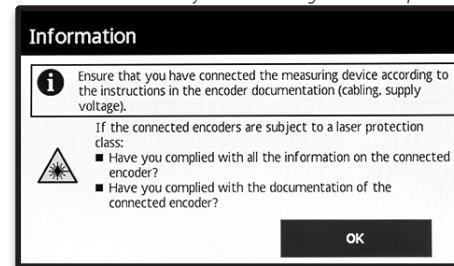 Information
Ensure that you have connected the measuring device according to
the instructions in the encoder documentation (cabling, supply
voltage).
If the connected encoders are subject to a laser protection
class:
■ Have you complied with all the information on the connected
encoder?
■ Have you complied with the documentation of the
connected encoder?
OK